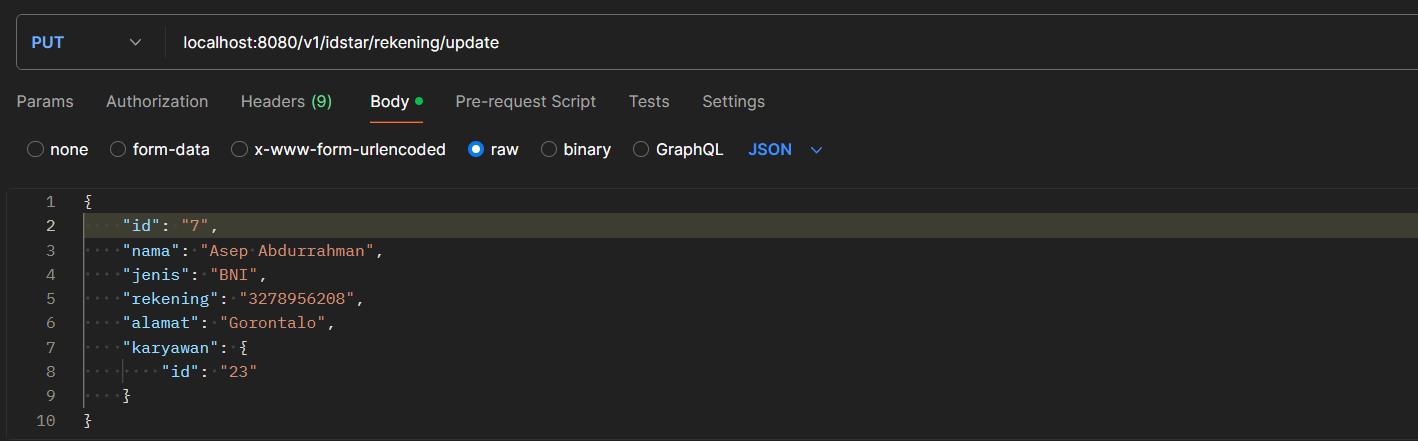 PUT localhost:8080/v1/idstar/rekening/update
Params Authorization Headers (9) Body Pre-request Script Tests Settings
none form-data x-www-form-urlencoded raw binary GraphQL JSON
1 {
2 "id": "7",
3 "nama": "Asep Abdurrahman",
4 "jenis": "BNI",
5 "rekening": "3278956208",
6 "alamat": "Gorontalo",
7 "karyawan": {
8 "id": "23"
9 }
10 }